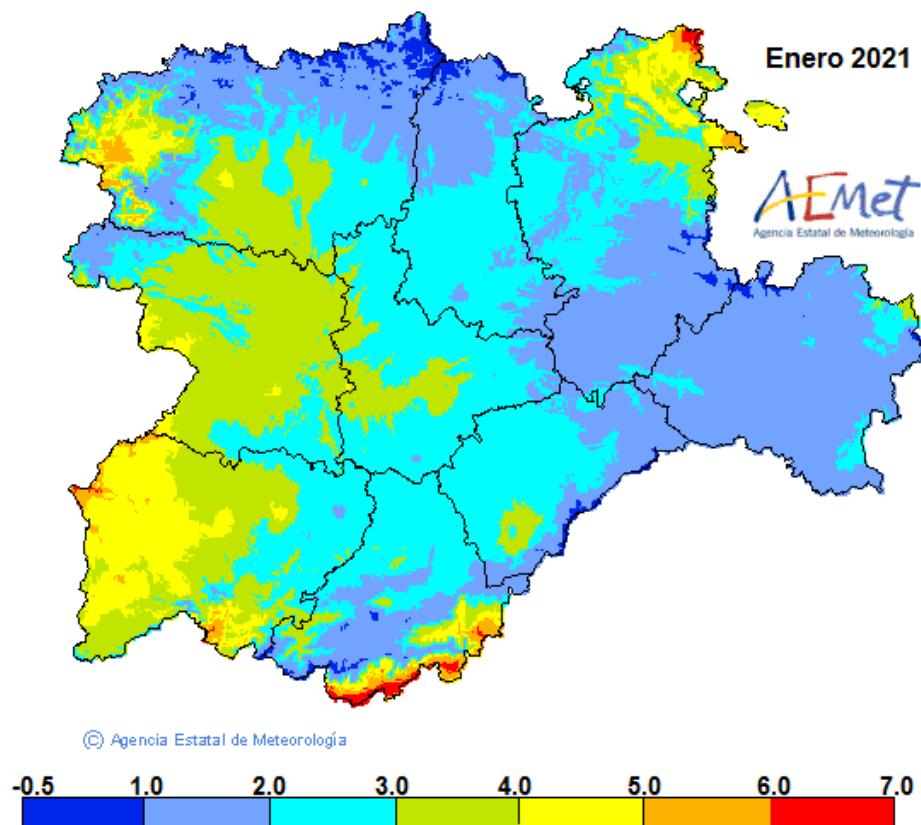 Enero 2021
AEMet
Agencia Estatal de Meteorología
© Agencia Estatal de Meteorología
-0.5 1.0 2.0 3.0 4.0 5.0 6.0 7.0